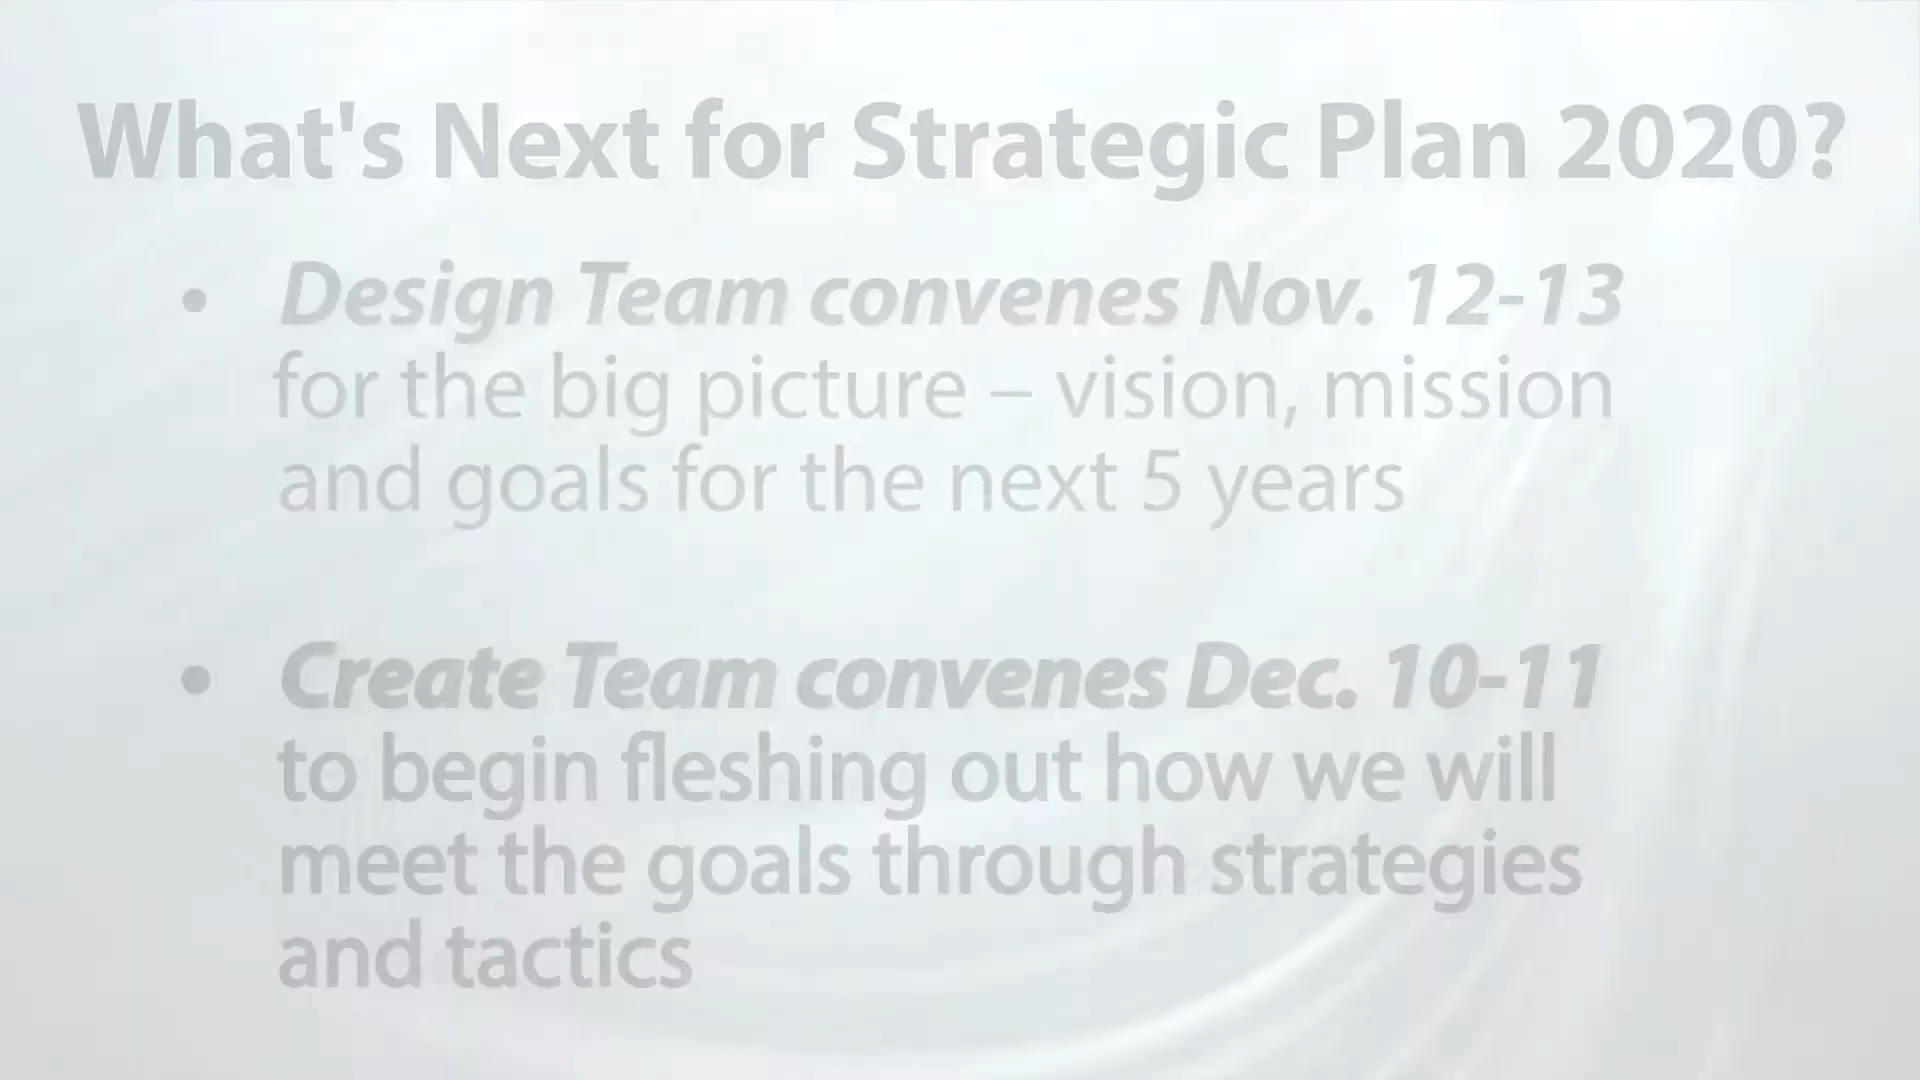 What's Next for Strategic Plan 2020?
• Design Team convenes Nov. 12-13
for the big picture – vision, mission
and goals for the next 5 years
• Create Team convenes Dec. 10-11
to begin fleshing out how we will
meet the goals through strategies
and tactics